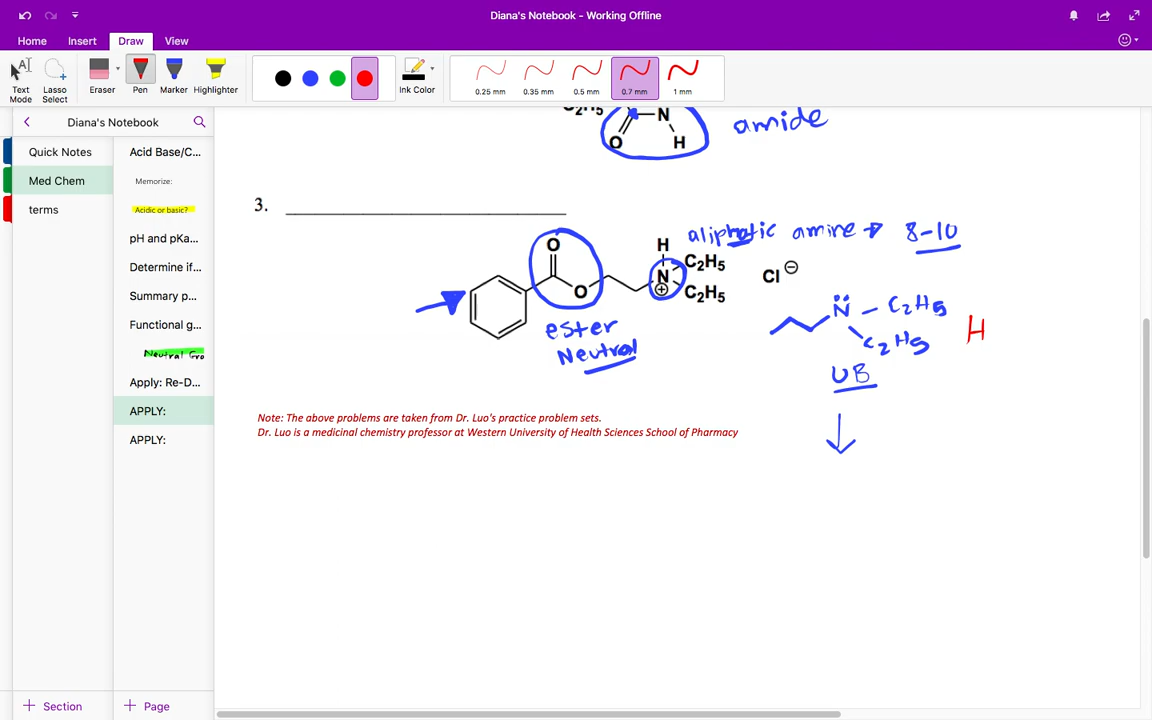 Diana's Notebook - Working Offline
Home Insert Draw View
Text Mode
Lasso Select
Eraser
Pen
Marker
Highlighter
Ink Color
0.25 mm 0.35 mm 0.5 mm 0.7 mm 1 mm
Diana's Notebook
Quick Notes
Med Chem
terms
Acid Base/C...
Memorize:
Acidic or basic?
pH and pKa...
Determine if...
Summary p...
Functional g...
Neutral Gro
Apply: Re-D...
APPLY:
APPLY:
+ Section
+ Page
C2H5
N
O
H
amide
3.
aliphatic amine → 8-10
O
H
C2H5
N
⊕
C2H5
O
Cl ⊖
ester
Neutral
N̈ - C2H5
C2H5
UB
H
Note: The above problems are taken from Dr. Luo's practice problem sets.
Dr. Luo is a medicinal chemistry professor at Western University of Health Sciences School of Pharmacy